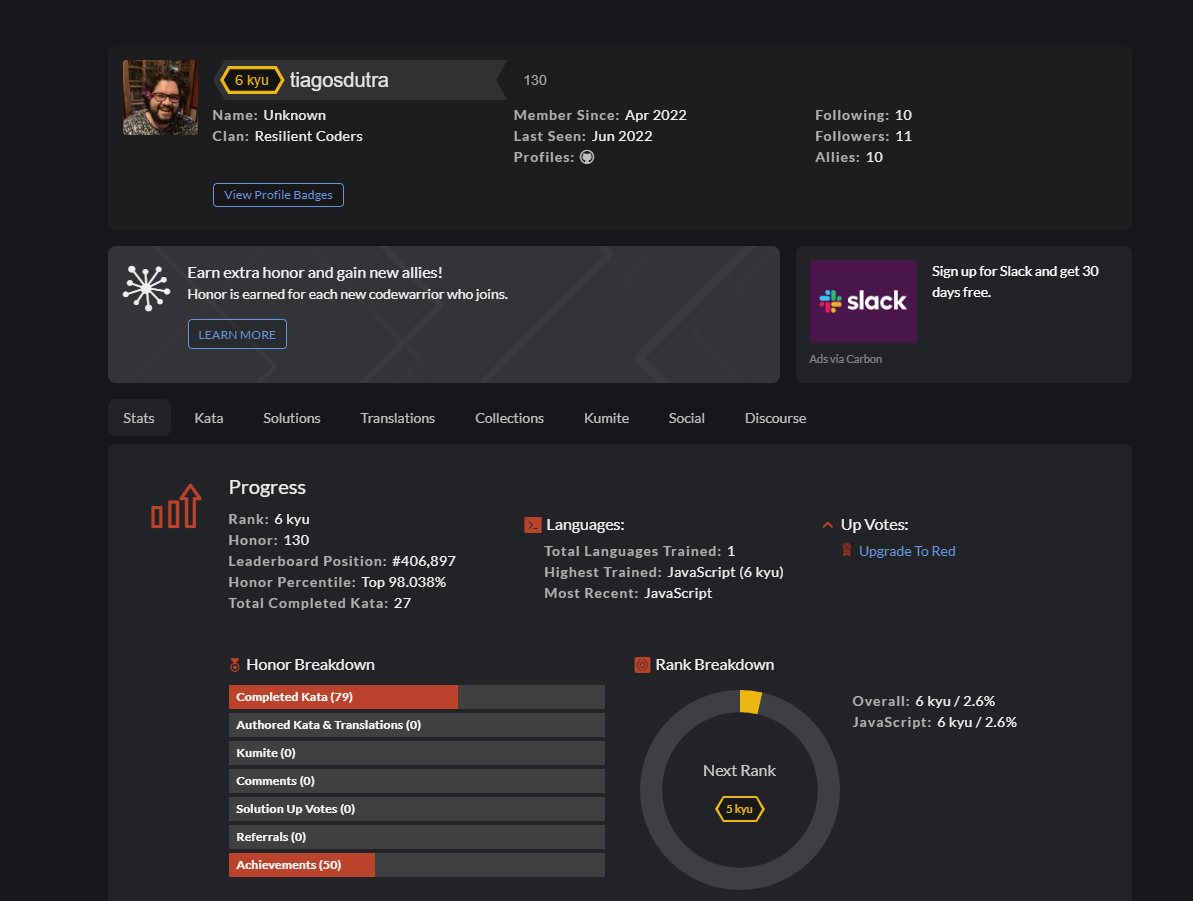 6 kyu tiagosdutra 130
Name: Unknown
Clan: Resilient Coders
Member Since: Apr 2022
Last Seen: Jun 2022
Profiles:
Following: 10
Followers: 11
Allies: 10
View Profile Badges
Earn extra honor and gain new allies!
Honor is earned for each new codewarrior who joins.
LEARN MORE
slack
Sign up for Slack and get 30
days free.
Ads via Carbon
Stats Kata Solutions Translations Collections Kumite Social Discourse
Progress
Rank: 6 kyu
Honor: 130
Leaderboard Position: #406,897
Honor Percentile: Top 98.038%
Total Completed Kata: 27
Languages:
Total Languages Trained: 1
Highest Trained: JavaScript (6 kyu)
Most Recent: JavaScript
Up Votes:
Upgrade To Red
Honor Breakdown
Completed Kata (79)
Authored Kata & Translations (0)
Kumite (0)
Comments (0)
Solution Up Votes (0)
Referrals (0)
Achievements (50)
Rank Breakdown
Next Rank
5 kyu
Overall: 6 kyu / 2.6%
JavaScript: 6 kyu / 2.6%